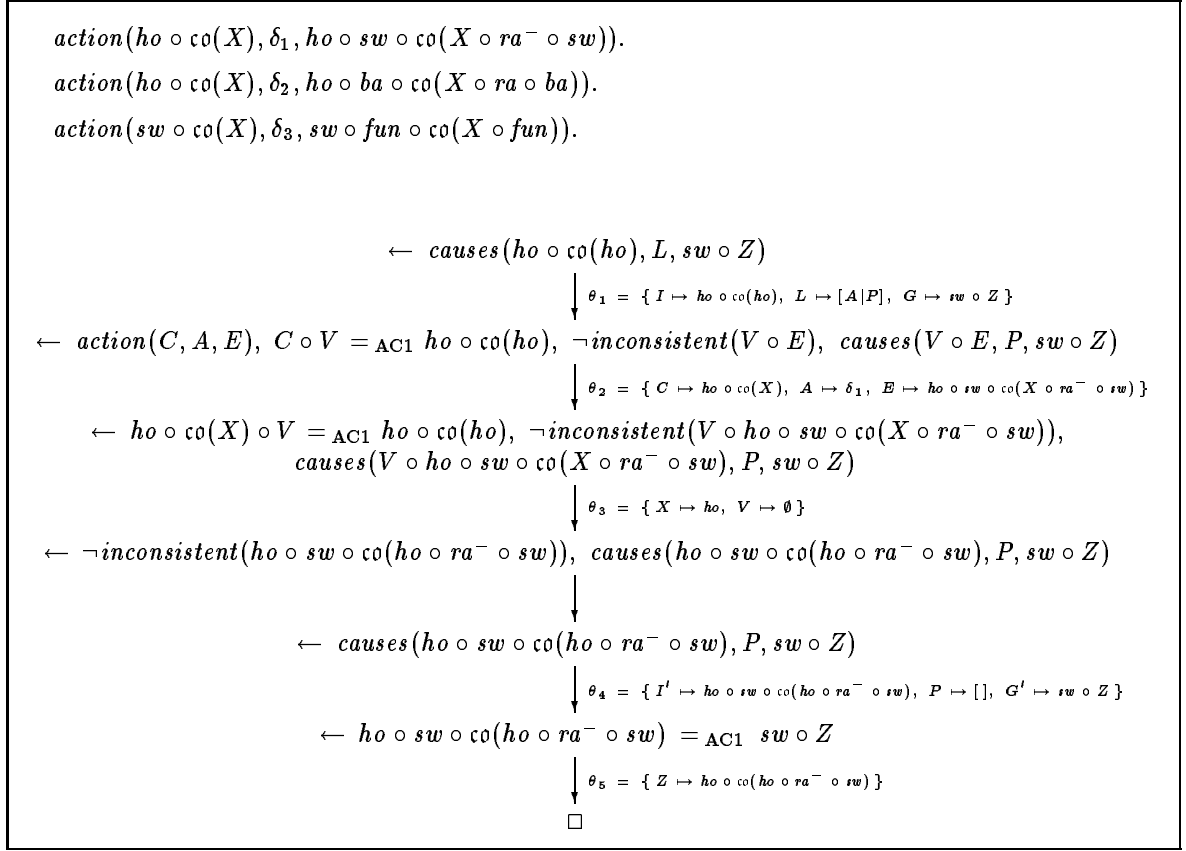 action(ho ∘ 𝔠𝔬(X), δ₁, ho ∘ sw ∘ 𝔠𝔬(X ∘ ra⁻ ∘ sw)).
action(ho ∘ 𝔠𝔬(X), δ₂, ho ∘ ba ∘ 𝔠𝔬(X ∘ ra ∘ ba)).
action(sw ∘ 𝔠𝔬(X), δ₃, sw ∘ fun ∘ 𝔠𝔬(X ∘ fun)).
← causes(ho ∘ 𝔠𝔬(ho), L, sw ∘ Z)
θ₁ = { I ↦ ho ∘ 𝔠𝔬(ho), L ↦ [A|P], G ↦ sw ∘ Z }
← action(C, A, E), C ∘ V =AC1 ho ∘ 𝔠𝔬(ho), ¬inconsistent(V ∘ E), causes(V ∘ E, P, sw ∘ Z)
θ₂ = { C ↦ ho ∘ 𝔠𝔬(X), A ↦ δ₁, E ↦ ho ∘ sw ∘ 𝔠𝔬(X ∘ ra⁻ ∘ sw) }
← ho ∘ 𝔠𝔬(X) ∘ V =AC1 ho ∘ 𝔠𝔬(ho), ¬inconsistent(V ∘ ho ∘ sw ∘ 𝔠𝔬(X ∘ ra⁻ ∘ sw)),
causes(V ∘ ho ∘ sw ∘ 𝔠𝔬(X ∘ ra⁻ ∘ sw), P, sw ∘ Z)
θ₃ = { X ↦ ho, V ↦ ∅ }
← ¬inconsistent(ho ∘ sw ∘ 𝔠𝔬(ho ∘ ra⁻ ∘ sw)), causes(ho ∘ sw ∘ 𝔠𝔬(ho ∘ ra⁻ ∘ sw), P, sw ∘ Z)
← causes(ho ∘ sw ∘ 𝔠𝔬(ho ∘ ra⁻ ∘ sw), P, sw ∘ Z)
θ₄ = { I′ ↦ ho ∘ sw ∘ 𝔠𝔬(ho ∘ ra⁻ ∘ sw), P ↦ [ ], G′ ↦ sw ∘ Z }
← ho ∘ sw ∘ 𝔠𝔬(ho ∘ ra⁻ ∘ sw) =AC1 sw ∘ Z
θ₅ = { Z ↦ ho ∘ 𝔠𝔬(ho ∘ ra⁻ ∘ sw) }
□